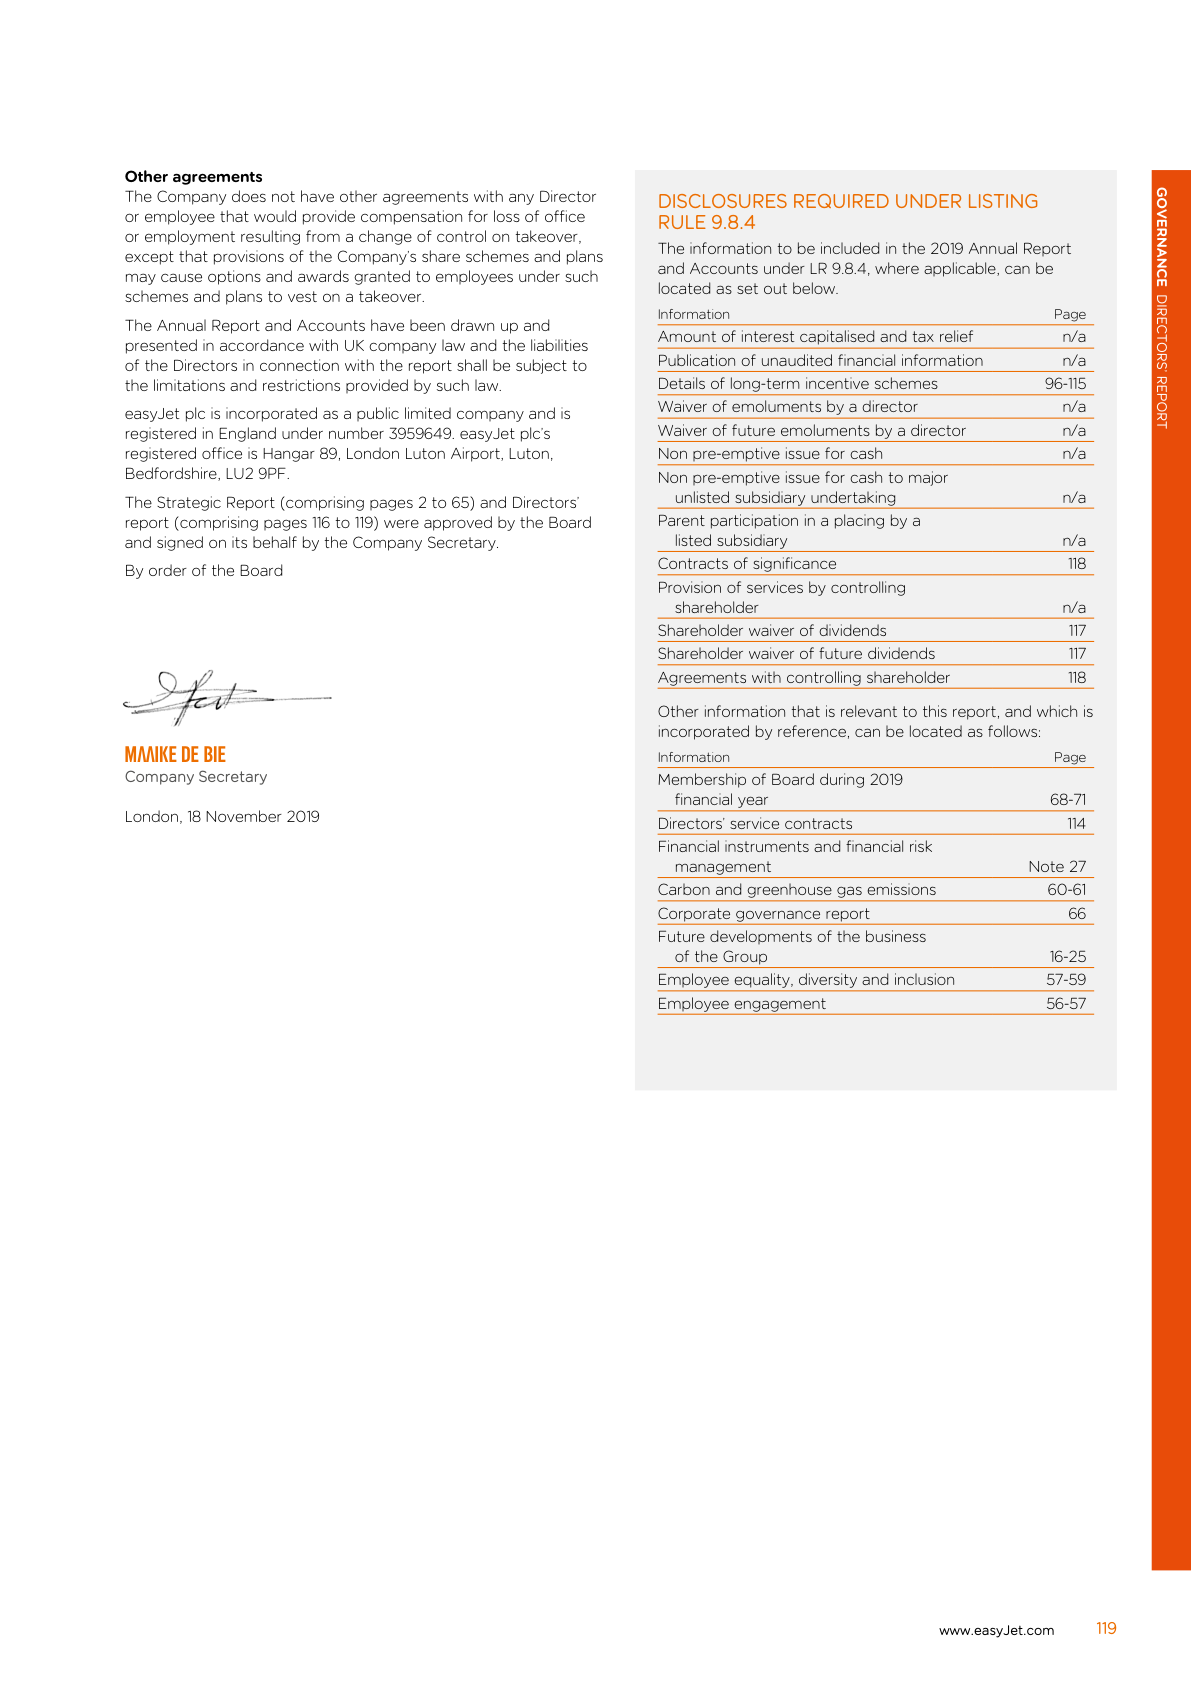 Other agreements
The Company does not have other agreements with any Director
or employee that would provide compensation for loss of office
or employment resulting from a change of control on takeover,
except that provisions of the Company's share schemes and plans
may cause options and awards granted to employees under such
schemes and plans to vest on a takeover.
The Annual Report and Accounts have been drawn up and
presented in accordance with UK company law and the liabilities
of the Directors in connection with the report shall be subject to
the limitations and restrictions provided by such law.
easyJet plc is incorporated as a public limited company and is
registered in England under number 3959649. easyJet plc's
registered office is Hangar 89, London Luton Airport, Luton,
Bedfordshire, LU2 9PF.
The Strategic Report (comprising pages 2 to 65) and Directors'
report (comprising pages 116 to 119) were approved by the Board
and signed on its behalf by the Company Secretary.
By order of the Board
MAAIKE DE BIE
Company Secretary
London, 18 November 2019
DISCLOSURES REQUIRED UNDER LISTING
RULE 9.8.4
The information to be included in the 2019 Annual Report
and Accounts under LR 9.8.4, where applicable, can be
located as set out below.
Information Page
Amount of interest capitalised and tax relief n/a
Publication of unaudited financial information n/a
Details of long-term incentive schemes 96-115
Waiver of emoluments by a director n/a
Waiver of future emoluments by a director n/a
Non pre-emptive issue for cash n/a
Non pre-emptive issue for cash to major
unlisted subsidiary undertaking n/a
Parent participation in a placing by a
listed subsidiary n/a
Contracts of significance 118
Provision of services by controlling
shareholder n/a
Shareholder waiver of dividends 117
Shareholder waiver of future dividends 117
Agreements with controlling shareholder 118
Other information that is relevant to this report, and which is
incorporated by reference, can be located as follows:
Information Page
Membership of Board during 2019
financial year 68-71
Directors' service contracts 114
Financial instruments and financial risk
management Note 27
Carbon and greenhouse gas emissions 60-61
Corporate governance report 66
Future developments of the business
of the Group 16-25
Employee equality, diversity and inclusion 57-59
Employee engagement 56-57
GOVERNANCE DIRECTORS' REPORT
www.easyJet.com 119